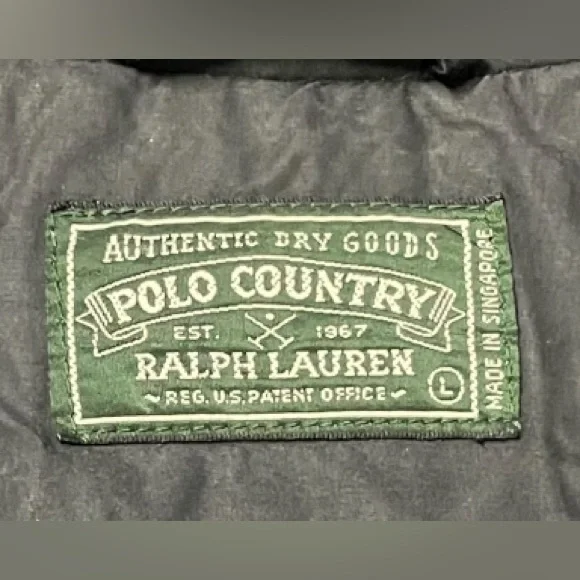 AUTHENTIC DRY GOODS
POLO COUNTRY
EST. 1967
RALPH LAUREN
~REG. U.S. PATENT OFFICE~
L
MADE IN SINGAPORE